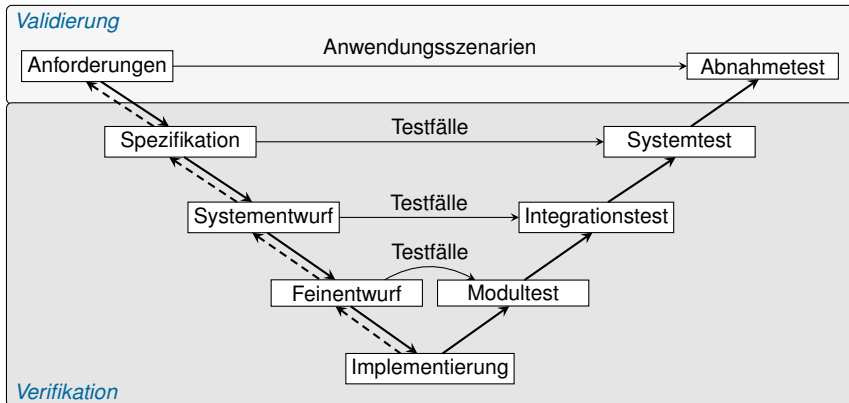 Validierung
Anwendungsszenarien
Anforderungen
Abnahmetest
Testfälle
Spezifikation
Systemtest
Testfälle
Systementwurf
Integrationstest
Testfälle
Feinentwurf
Modultest
Implementierung
Verifikation